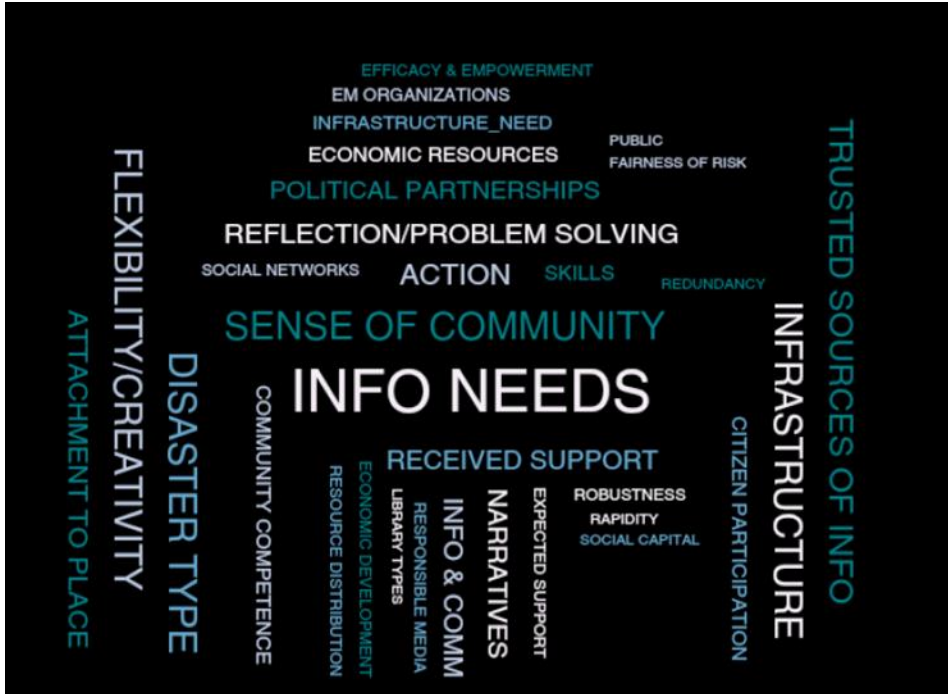 EFFICACY & EMPOWERMENT
EM ORGANIZATIONS
INFRASTRUCTURE_NEED
PUBLIC
ECONOMIC RESOURCES
FAIRNESS OF RISK
POLITICAL PARTNERSHIPS
REFLECTION/PROBLEM SOLVING
SOCIAL NETWORKS
ACTION
SKILLS
REDUNDANCY
SENSE OF COMMUNITY
INFO NEEDS
RECEIVED SUPPORT
ROBUSTNESS
RAPIDITY
SOCIAL CAPITAL
ATTACHMENT TO PLACE
FLEXIBILITY/CREATIVITY
DISASTER TYPE
COMMUNITY COMPETENCE
RESOURCE DISTRIBUTION
ECONOMIC DEVELOPMENT
LIBRARY TYPES
RESPONSIBLE MEDIA
INFO & COMM
NARRATIVES
EXPECTED SUPPORT
CITIZEN PARTICIPATION
INFRASTRUCTURE
TRUSTED SOURCES OF INFO